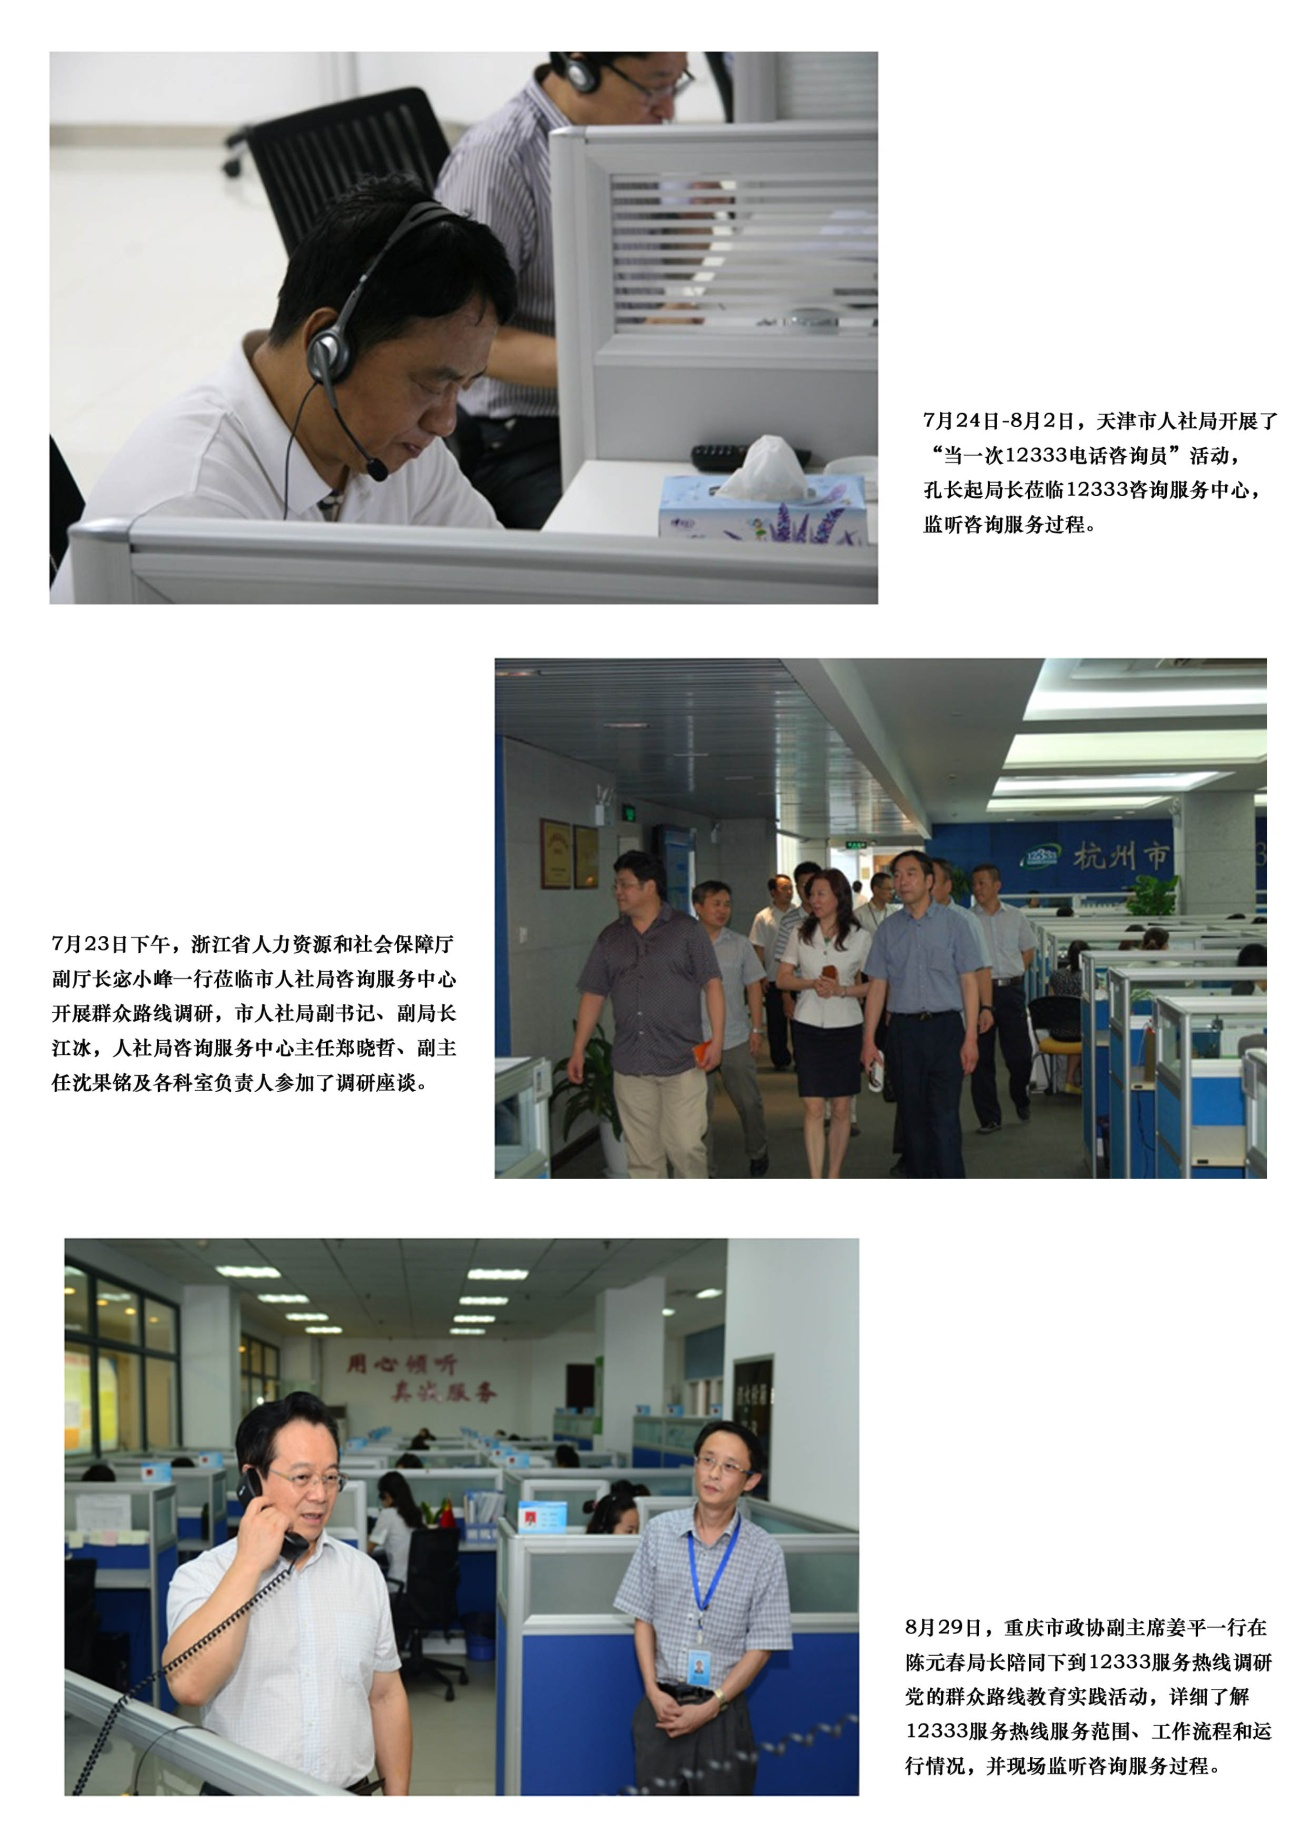 7月24日-8月2日，天津市人社局开展了
“当一次12333电话咨询员”活动，
孔长起局长莅临12333咨询服务中心，
监听咨询服务过程。
12333
杭州市
3
7月23日下午，浙江省人力资源和社会保障厅
副厅长宓小峰一行莅临市人社局咨询服务中心
开展群众路线调研，市人社局副书记、副局长
江冰，人社局咨询服务中心主任郑晓哲、副主
任沈果铭及各科室负责人参加了调研座谈。
用心倾听
真诚服务
8月29日，重庆市政协副主席姜平一行在
陈元春局长陪同下到12333服务热线调研
党的群众路线教育实践活动，详细了解
12333服务热线服务范围、工作流程和运
行情况，并现场监听咨询服务过程。